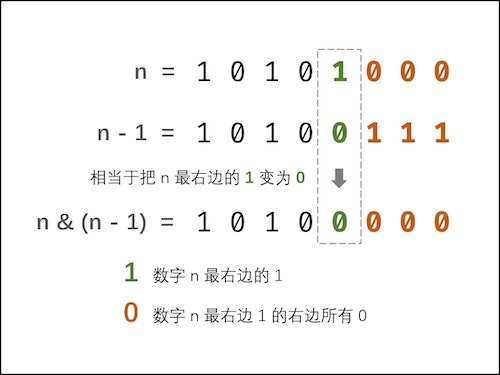 n = 1 0 1 0 1 0 0 0
n - 1 = 1 0 1 0 0 1 1 1
相当于把 n 最右边的 1 变为 0
n & (n - 1) = 1 0 1 0 0 0 0 0
1 数字 n 最右边的 1
0 数字 n 最右边 1 的右边所有 0